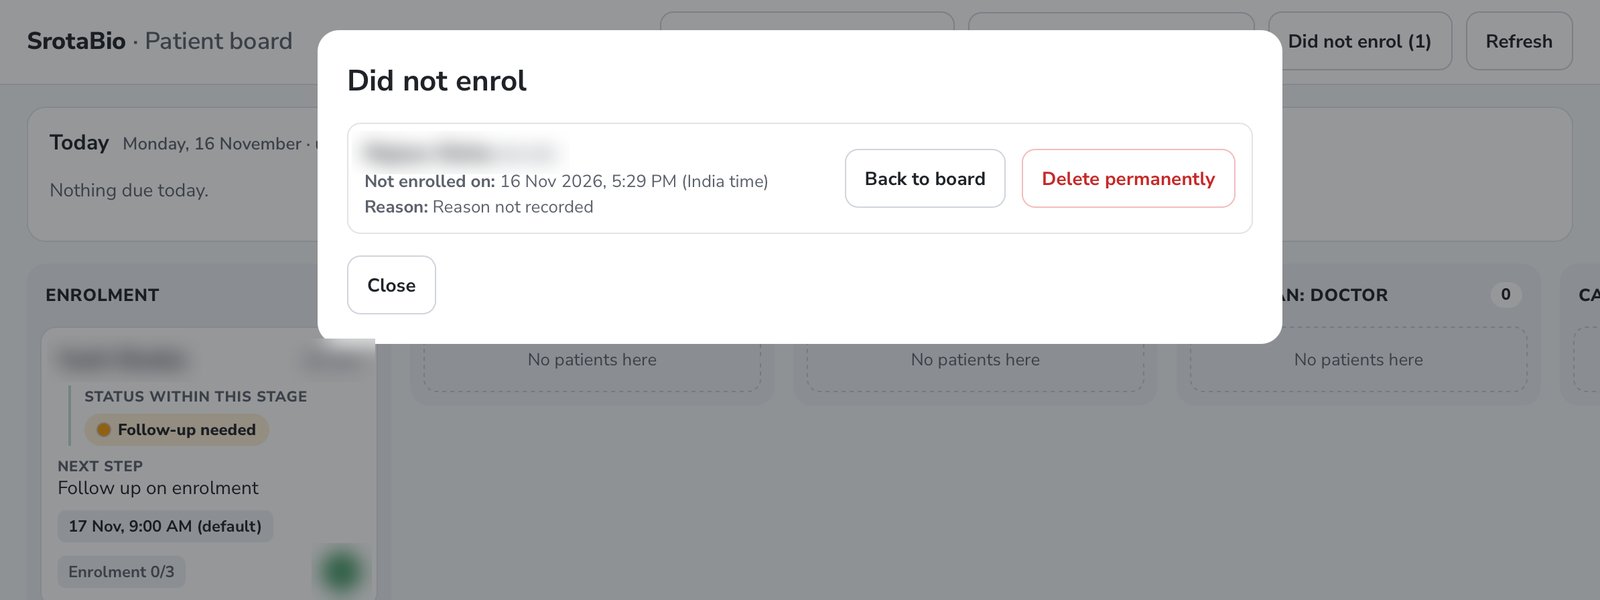 SrotaBio · Patient board
Did not enrol (1)
Refresh
Did not enrol
Not enrolled on: 16 Nov 2026, 5:29 PM (India time)
Reason: Reason not recorded
Back to board
Delete permanently
Close
Today Monday, 16 November ·
Nothing due today.
ENROLMENT
STATUS WITHIN THIS STAGE
Follow-up needed
NEXT STEP
Follow up on enrolment
17 Nov, 9:00 AM (default)
Enrolment 0/3
No patients here
No patients here
DOCTOR
0
No patients here